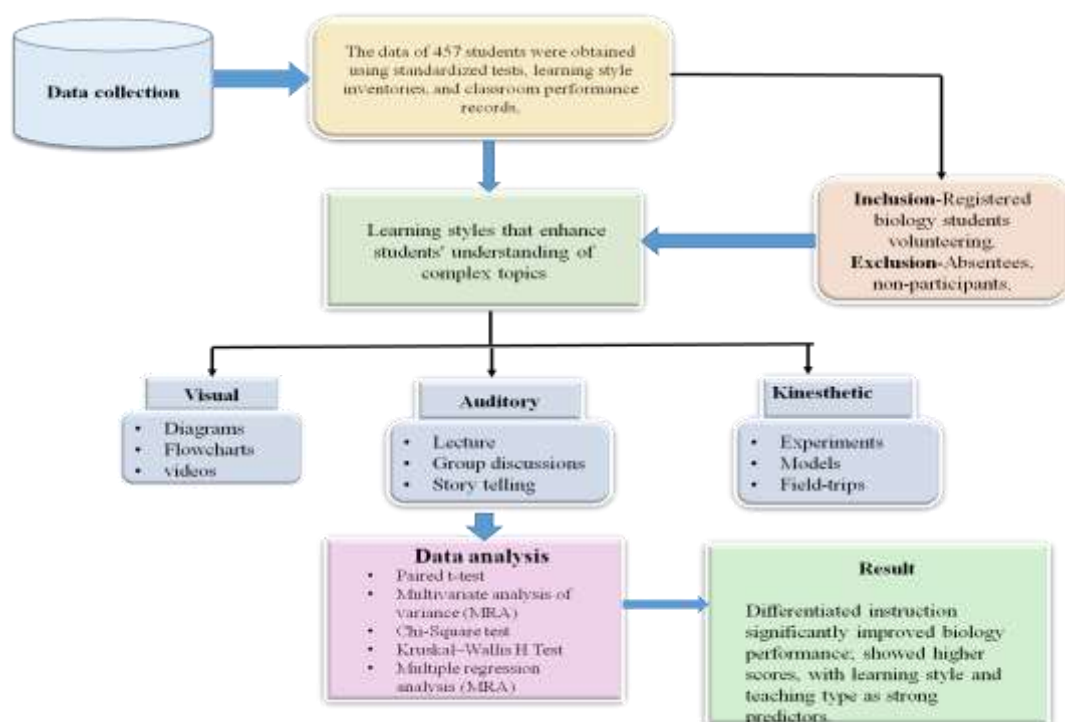 Data collection
The data of 457 students were obtained
using standardized tests, learning style
inventories, and classroom performance
records.
Learning styles that enhance
students' understanding of
complex topics
Inclusion-Registered
biology students
volunteering.
Exclusion-Absentees,
non-participants.
Visual
• Diagrams
• Flowcharts
• videos
Auditory
• Lecture
• Group discussions
• Story telling
Kinesthetic
• Experiments
• Models
• Field-trips
Data analysis
• Paired t-test
• Multivariate analysis of
variance (MRA)
• Chi-Square test
• Kruskal–Wallis H Test
• Multiple regression
analysis (MRA)
Result
Differentiated instruction
significantly improved biology
performance; showed higher
scores, with learning style and
teaching type as strong
predictors.